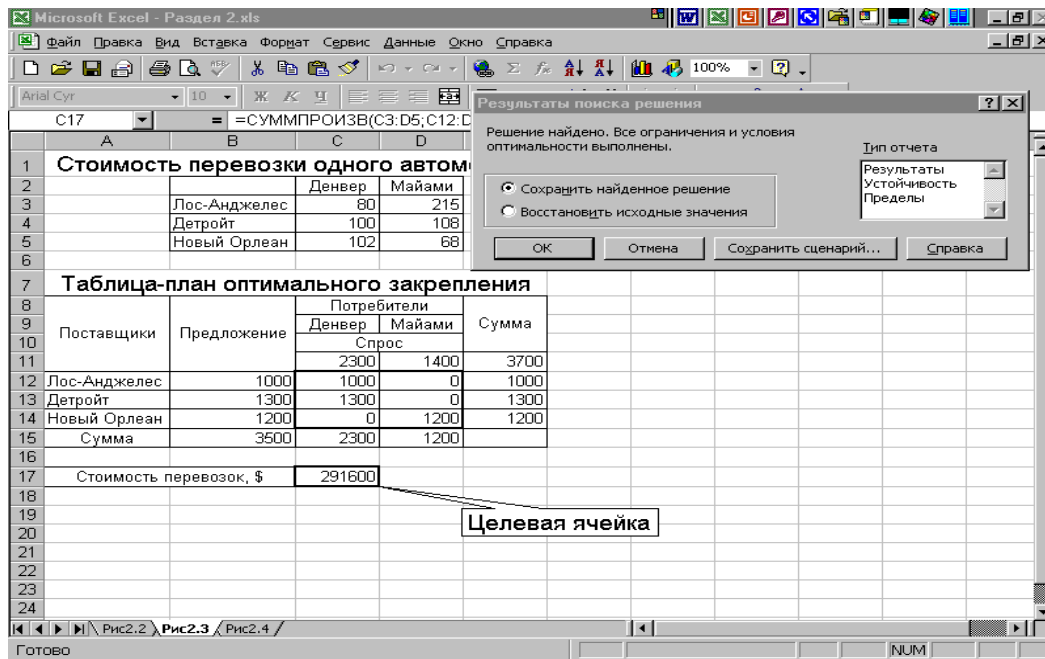 Microsoft Excel - Раздел 2.xls
Файл Правка Вид Вставка Формат Сервис Данные Окно Справка
100%
Arial Cyr 10 Ж К Ч
C17 = =СУММПРОИЗВ(C3:D5;C12:D
Результаты поиска решения
Решение найдено. Все ограничения и условия
оптимальности выполнены.
Тип отчета
Результаты
Устойчивость
Пределы
Сохранить найденное решение
Восстановить исходные значения
OK Отмена Сохранить сценарий... Справка
A B C D
1 Стоимость перевозки одного автом
2 Денвер Майами
3 Лос-Анджелес 80 215
4 Детройт 100 108
5 Новый Орлеан 102 68
6
7 Таблица-план оптимального закрепления
8 Потребители
9 Поставщики Предложение Денвер Майами Сумма
10 Спрос
11 2300 1400 3700
12 Лос-Анджелес 1000 1000 0 1000
13 Детройт 1300 1300 0 1300
14 Новый Орлеан 1200 0 1200 1200
15 Сумма 3500 2300 1200
16
17 Стоимость перевозок, $ 291600
18
19
Целевая ячейка
20
21
22
23
24
Рис2.2 Рис2.3 Рис2.4
Готово NUM